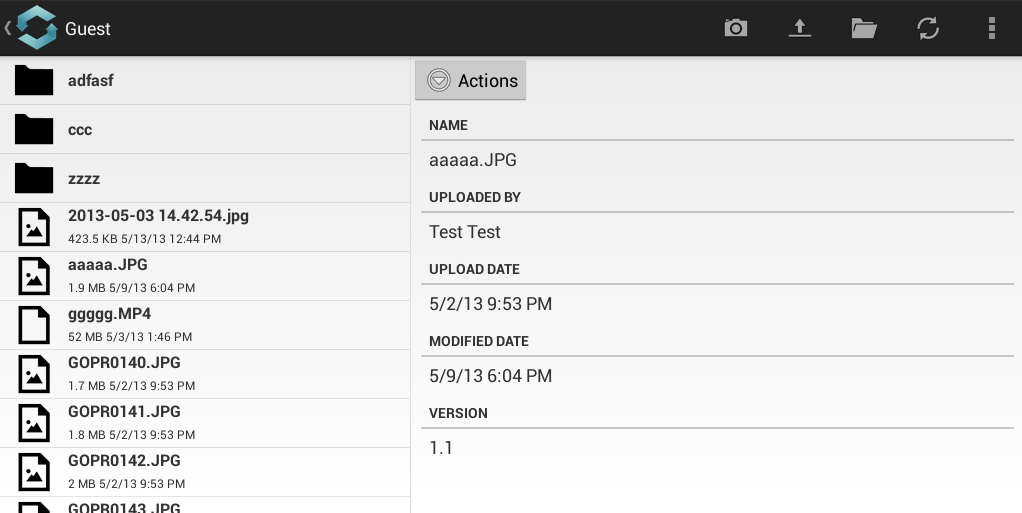 Guest
adfasf
ccc
zzzz
2013-05-03 14.42.54.jpg
423.5 KB 5/13/13 12:44 PM
aaaaa.JPG
1.9 MB 5/9/13 6:04 PM
ggggg.MP4
52 MB 5/3/13 1:46 PM
GOPR0140.JPG
1.7 MB 5/2/13 9:53 PM
GOPR0141.JPG
1.8 MB 5/2/13 9:53 PM
GOPR0142.JPG
2 MB 5/2/13 9:53 PM
GOPR0143.JPG
Actions
NAME
aaaaa.JPG
UPLOADED BY
Test Test
UPLOAD DATE
5/2/13 9:53 PM
MODIFIED DATE
5/9/13 6:04 PM
VERSION
1.1